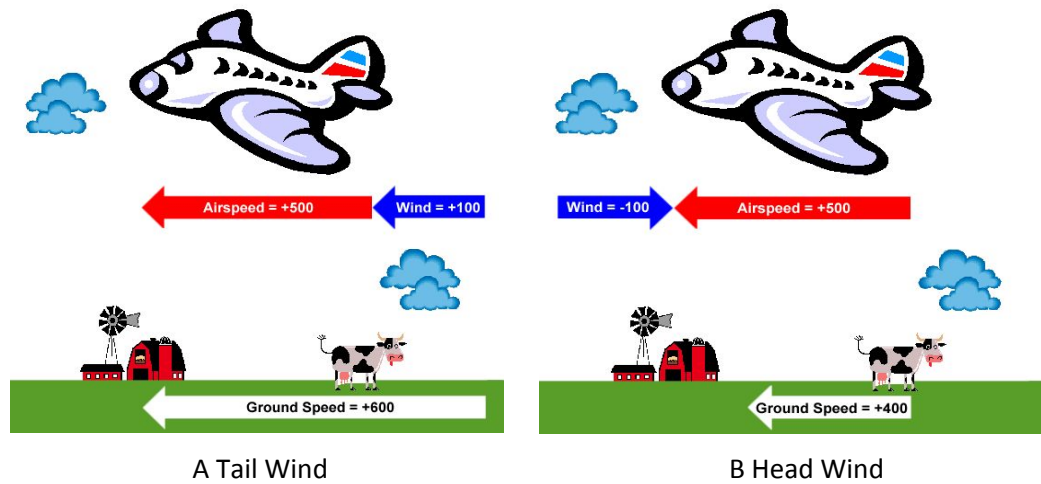 Airspeed = +500
Wind = +100
Ground Speed = +600
A Tail Wind
Wind = -100
Airspeed = +500
Ground Speed = +400
B Head Wind